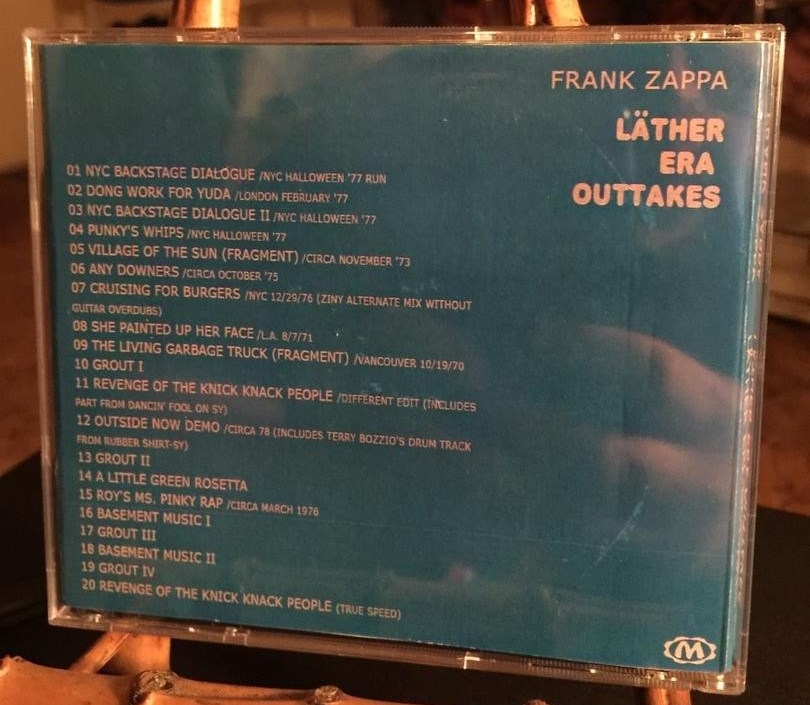 FRANK ZAPPA
LÄTHER
ERA
OUTTAKES
01 NYC BACKSTAGE DIALOGUE /NYC HALLOWEEN '77 RUN
02 DONG WORK FOR YUDA /LONDON FEBRUARY '77
03 NYC BACKSTAGE DIALOGUE II /NYC HALLOWEEN '77
04 PUNKY'S WHIPS /NYC HALLOWEEN '77
05 VILLAGE OF THE SUN (FRAGMENT) /CIRCA NOVEMBER '73
06 ANY DOWNERS /CIRCA OCTOBER '75
07 CRUISING FOR BURGERS /NYC 12/29/76 (ZINY ALTERNATE MIX WITHOUT
GUITAR OVERDUBS)
08 SHE PAINTED UP HER FACE /L.A. 8/7/71
09 THE LIVING GARBAGE TRUCK (FRAGMENT) /VANCOUVER 10/19/70
10 GROUT I
11 REVENGE OF THE KNICK KNACK PEOPLE /DIFFERENT EDIT (INCLUDES
PART FROM DANCIN' FOOL ON SY)
12 OUTSIDE NOW DEMO /CIRCA 78 (INCLUDES TERRY BOZZIO'S DRUM TRACK
FROM RUBBER SHIRT-SY)
13 GROUT II
14 A LITTLE GREEN ROSETTA
15 ROY'S MS. PINKY RAP /CIRCA MARCH 1976
16 BASEMENT MUSIC I
17 GROUT III
18 BASEMENT MUSIC II
19 GROUT IV
20 REVENGE OF THE KNICK KNACK PEOPLE (TRUE SPEED)
M